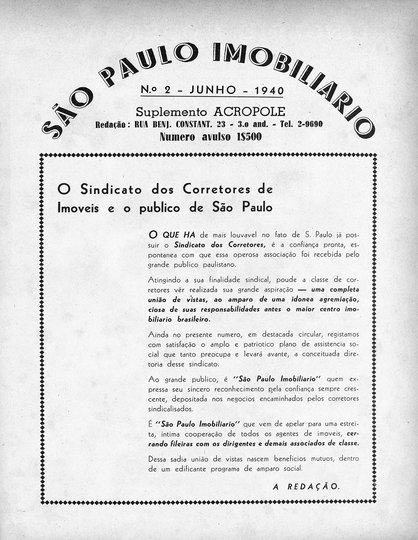 SÃO PAULO IMOBILIARIO
N.o 2 - JUNHO - 1940
Suplemento ACROPOLE
Redação: RUA BENJ. CONSTANT, 23 - 3.o and. - Tel. 2-9690
Numero avulso 1$500
O Sindicato dos Corretores de
Imoveis e o publico de São Paulo
O QUE HA de mais louvavel no fato de S. Paulo já pos-
suir o Sindicato dos Corretores, é a confiança pronta, es-
pontanea com que essa operosa associação foi recebida pelo
grande publico paulistano.
Atingindo a sua finalidade sindical, poude a classe de cor-
retores vêr realizada sua grande aspiração — uma completa
união de vistas, ao amparo de uma idonea agremiação,
ciosa de suas responsabilidades ante o maior centro imo-
biliario brasileiro.
Ainda no presente numero, em destacada circular, registamos
com satisfação o amplo e patriotico plano de assistencia so-
cial que tanto preocupa e levará avante, a conceituada dire-
toria desse sindicato.
Ao grande publico, é "São Paulo Imobiliario" quem ex-
pressa seu sincero reconhecimento pela confiança sempre cres-
cente, depositada nos negocios encaminhados pelos corretores
sindicalisados.
É "São Paulo Imobiliario" que vem de apelar para uma estrei-
ta, intima cooperação de todos os agentes de imoveis, cer-
rando fileiras com os dirigentes e demais associados de classe.
Dessa sadia união de vistas nascem beneficios mutuos, dentro
de um edificante programa de amparo social.
A REDAÇÃO.